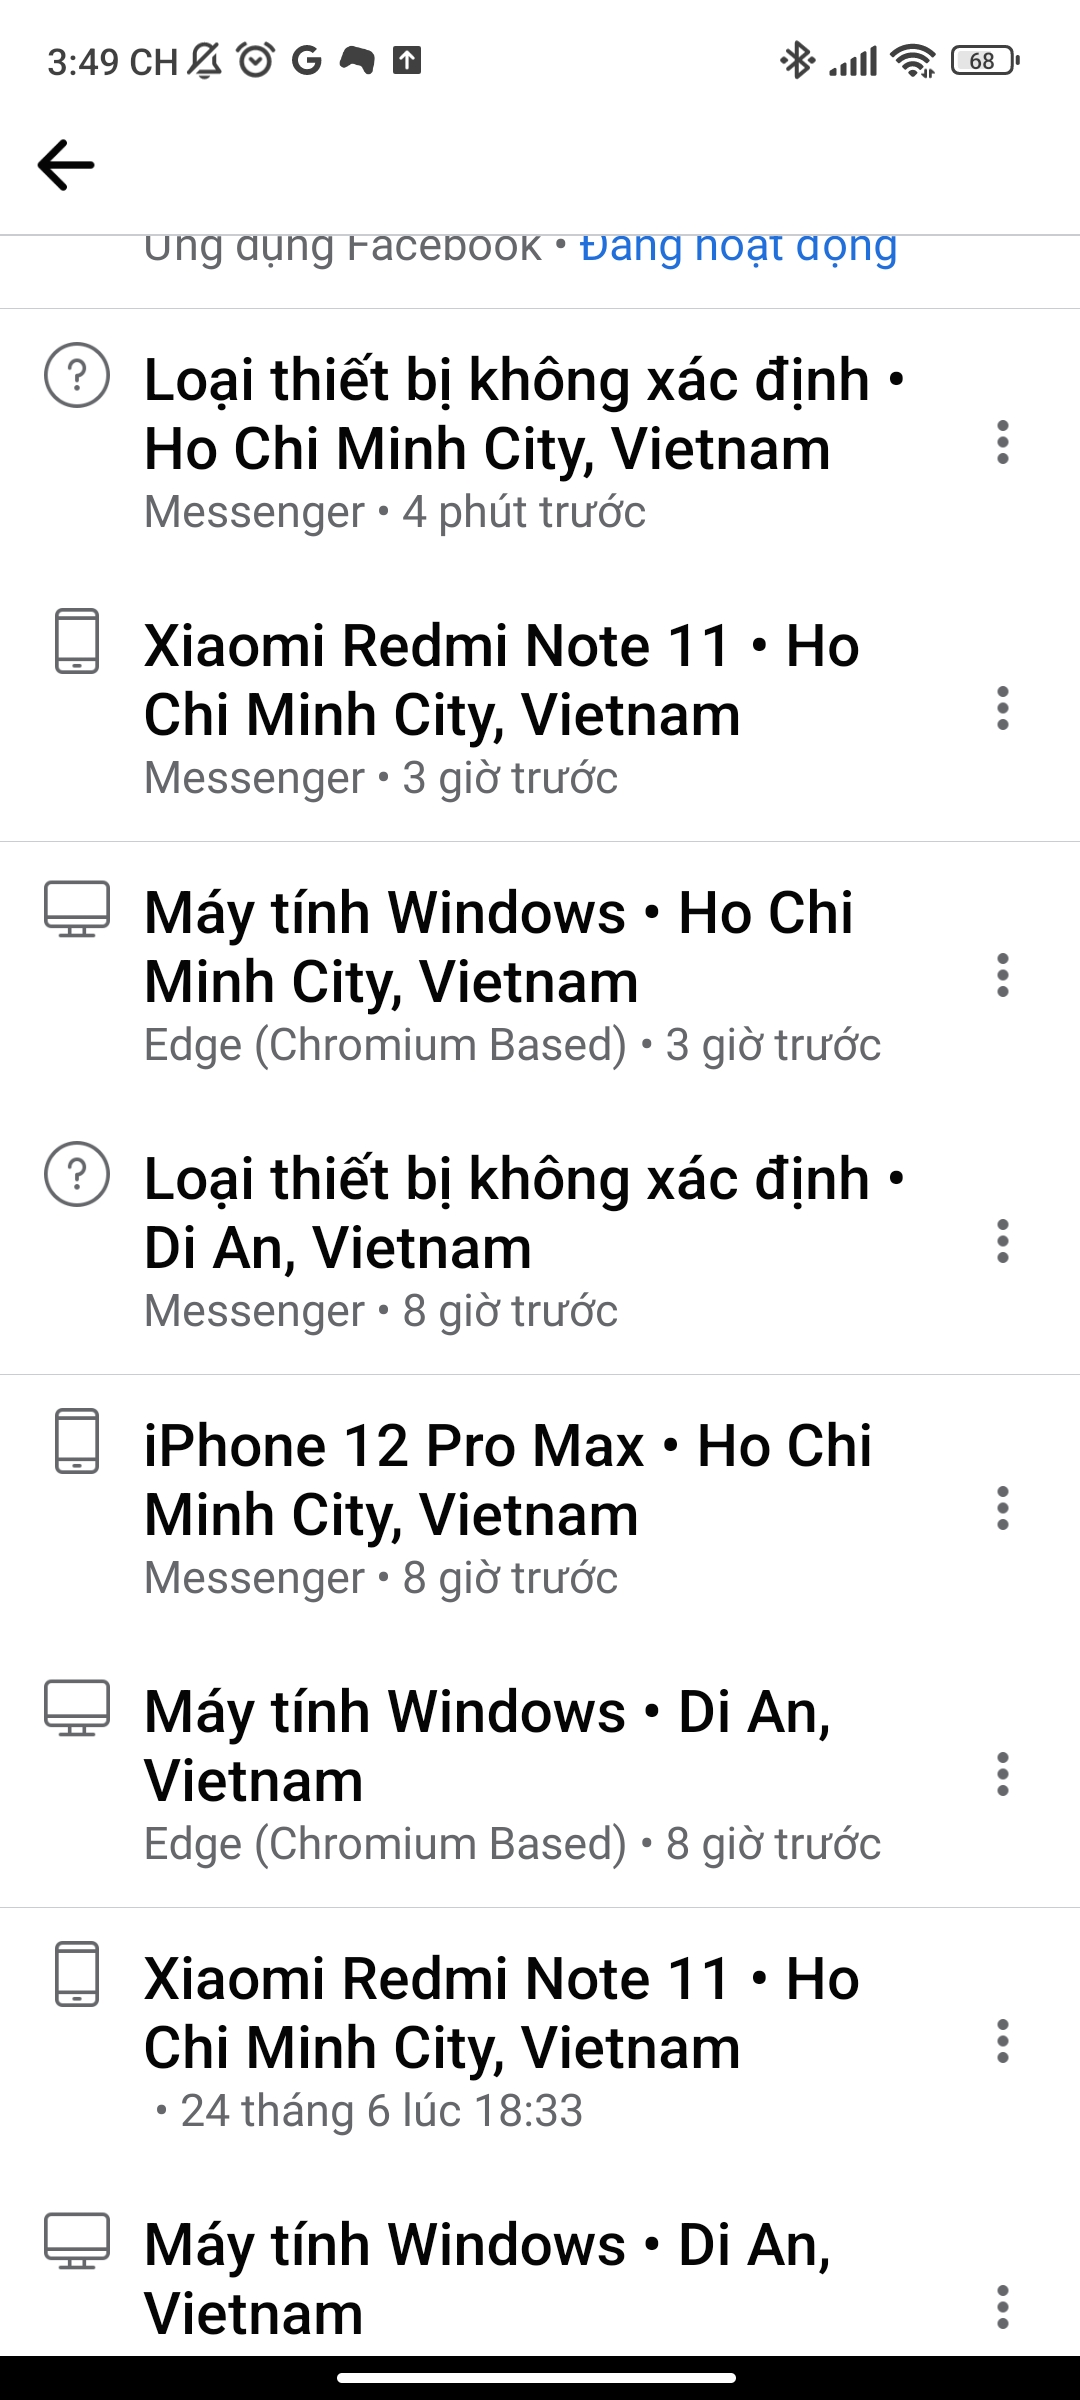 3:49 CH
68
Ứng dụng Facebook • Đang hoạt động
Loại thiết bị không xác định •
Ho Chi Minh City, Vietnam
Messenger • 4 phút trước
Xiaomi Redmi Note 11 • Ho
Chi Minh City, Vietnam
Messenger • 3 giờ trước
Máy tính Windows • Ho Chi
Minh City, Vietnam
Edge (Chromium Based) • 3 giờ trước
Loại thiết bị không xác định •
Di An, Vietnam
Messenger • 8 giờ trước
iPhone 12 Pro Max • Ho Chi
Minh City, Vietnam
Messenger • 8 giờ trước
Máy tính Windows • Di An,
Vietnam
Edge (Chromium Based) • 8 giờ trước
Xiaomi Redmi Note 11 • Ho
Chi Minh City, Vietnam
• 24 tháng 6 lúc 18:33
Máy tính Windows • Di An,
Vietnam